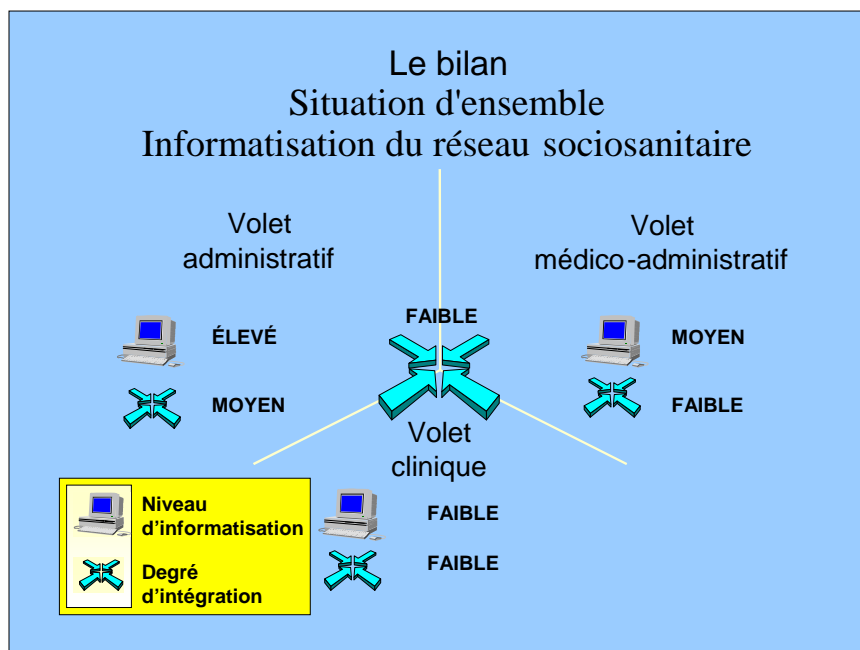 Le bilan
Situation d'ensemble
Informatisation du réseau sociosanitaire
Volet
administratif
ÉLEVÉ
MOYEN
FAIBLE
Volet
médico-administratif
MOYEN
FAIBLE
Volet
clinique
FAIBLE
FAIBLE
Niveau
d’informatisation
Degré
d’intégration